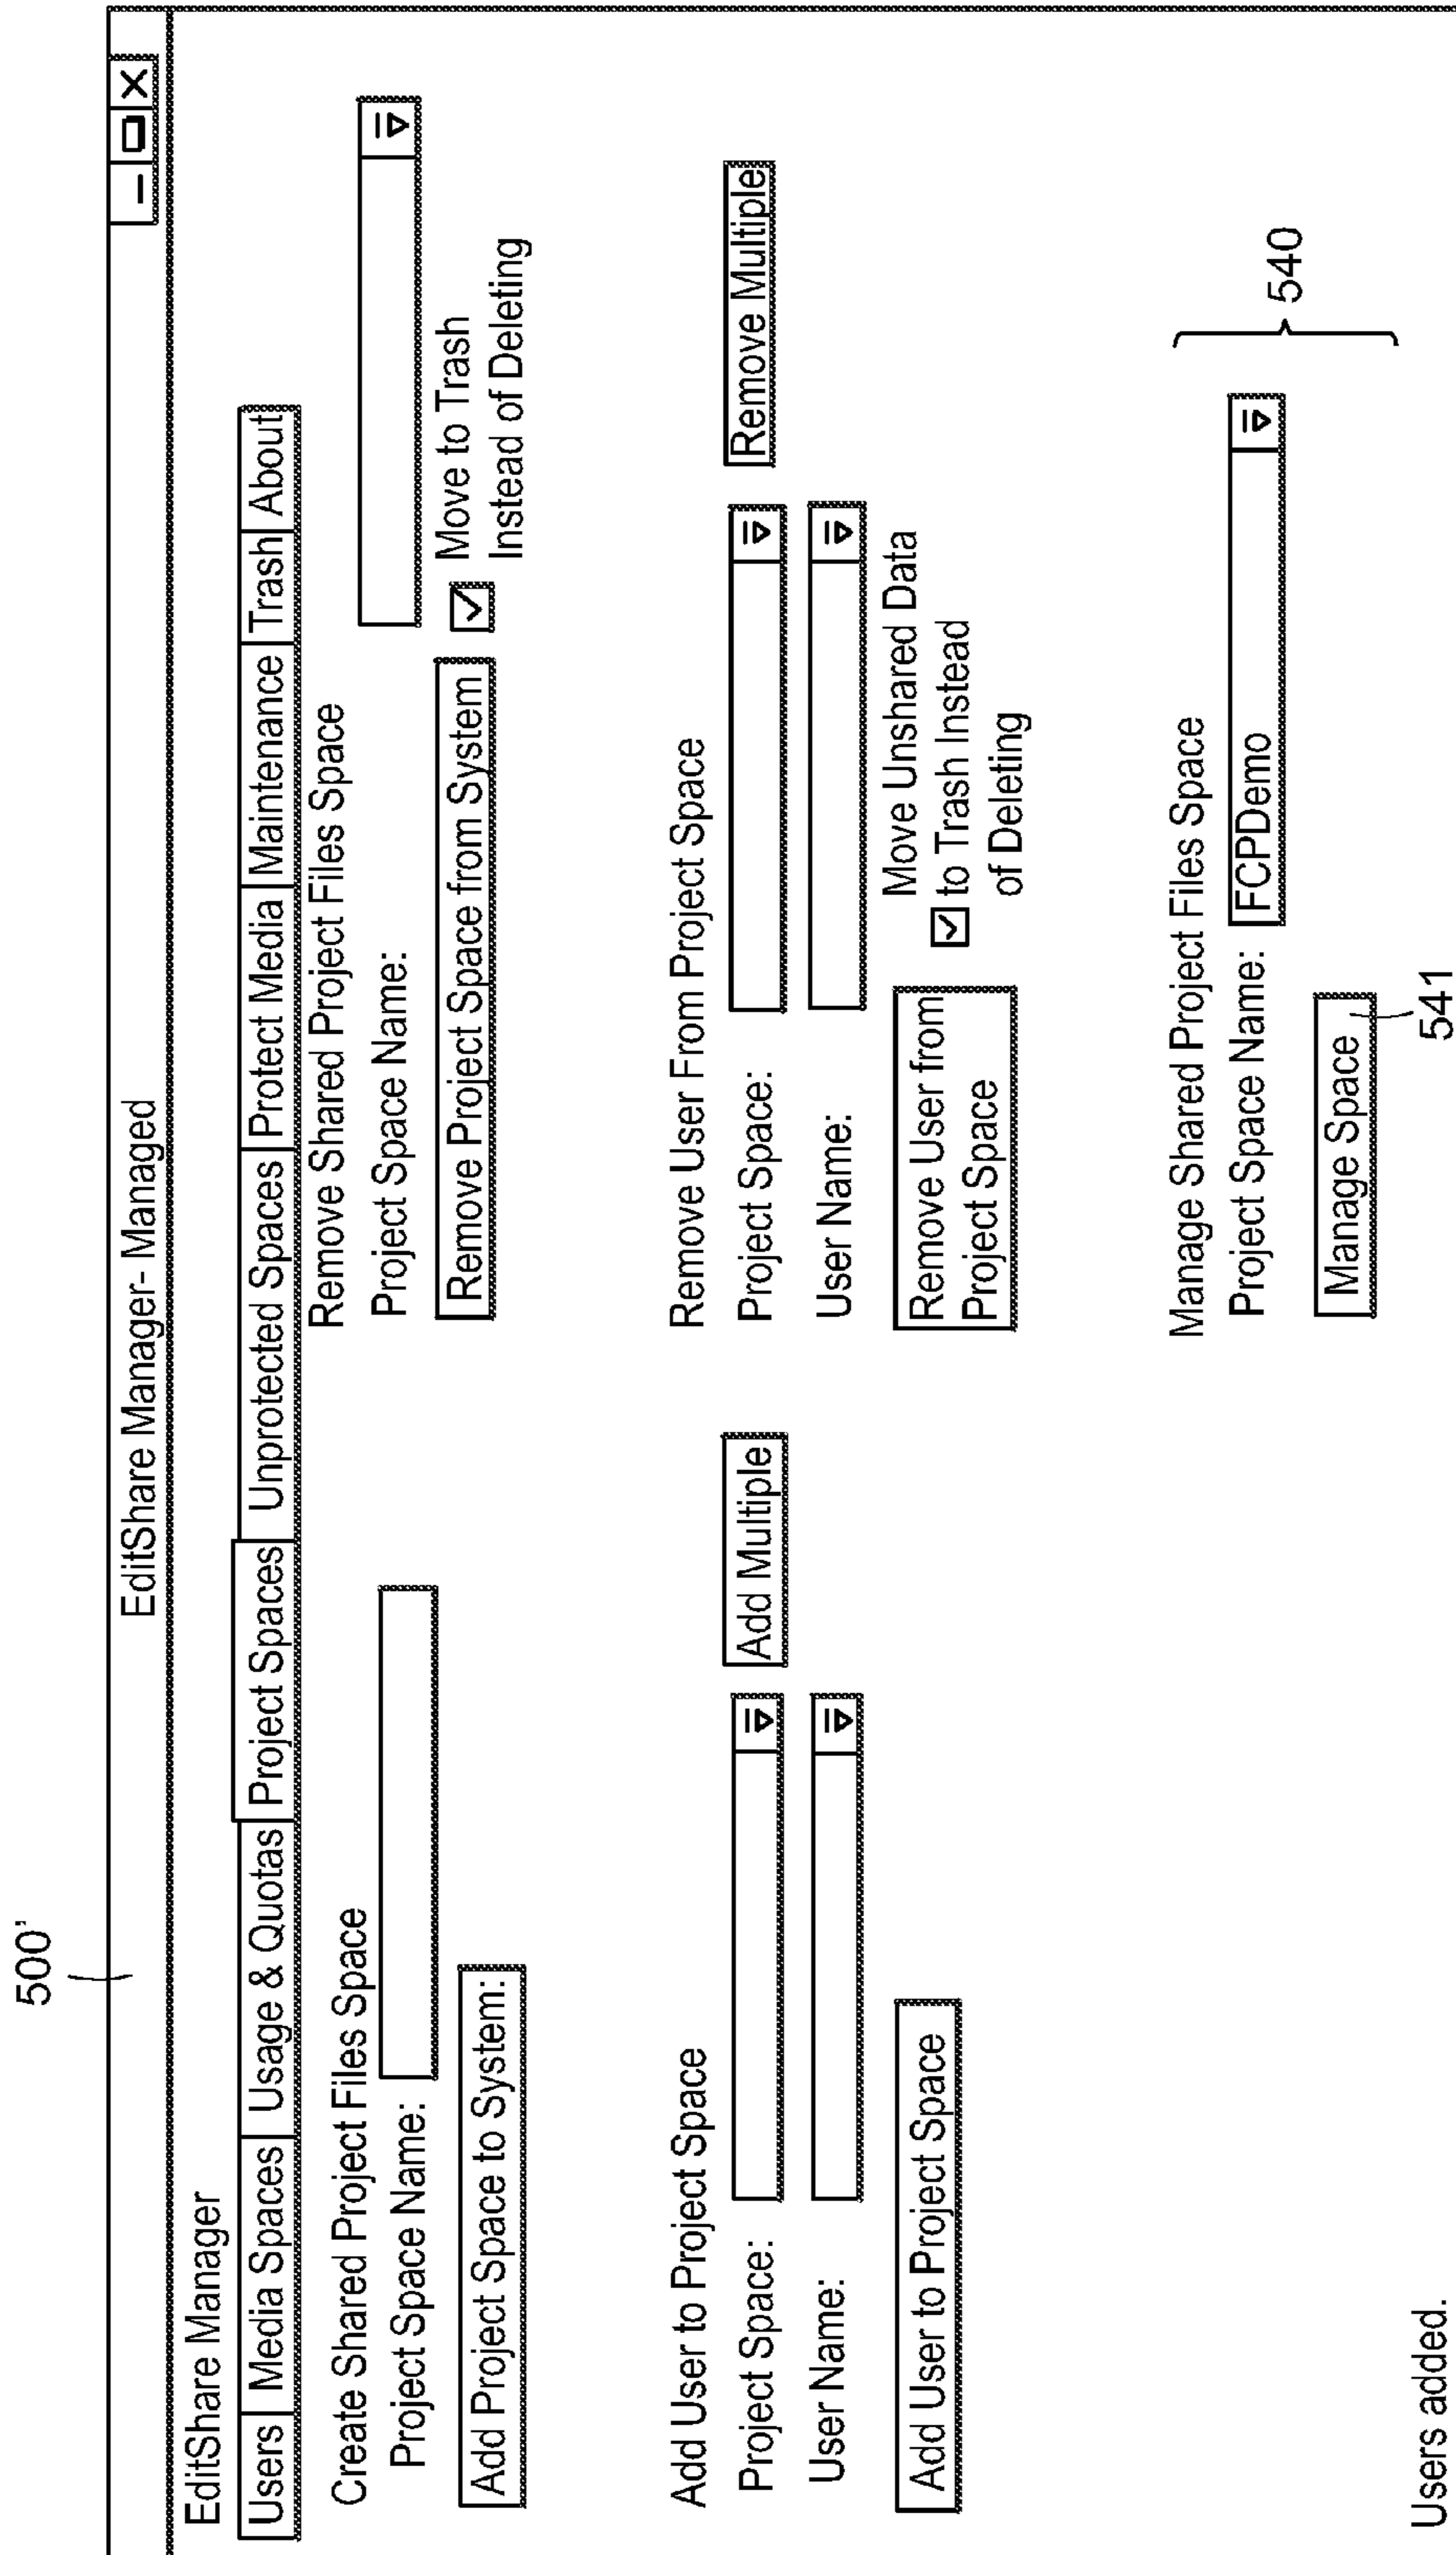 500'
EditShare Manager- Managed
EditShare Manager
Users Media Spaces Usage & Quotas Project Spaces Unprotected Spaces Protect Media Maintenance Trash About
Create Shared Project Files Space
Project Space Name:
Add Project Space to System:
Remove Shared Project Files Space
Project Space Name:
Remove Project Space from System
Move to Trash
Instead of Deleting
Add User to Project Space
Project Space:
Add Multiple
User Name:
Add User to Project Space
Remove User From Project Space
Project Space:
Remove Multiple
User Name:
Remove User from
Project Space
Move Unshared Data
to Trash Instead
of Deleting
Manage Shared Project Files Space
Project Space Name: FCPDemo
Manage Space
540
541
Users added.